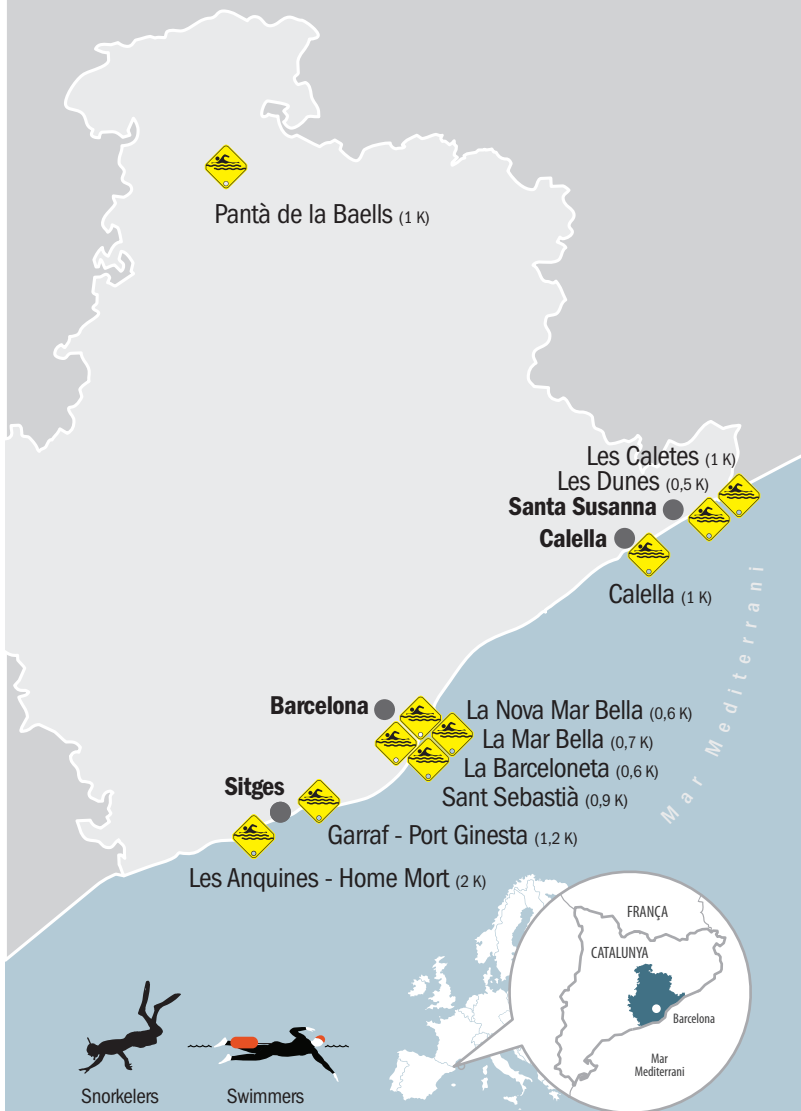 Pantà de la Baells (1 K)
Les Caletes (1 K)
Les Dunes (0,5 K)
Santa Susanna
Calella
Calella (1 K)
Mar Mediterrani
Barcelona
La Nova Mar Bella (0,6 K)
La Mar Bella (0,7 K)
La Barceloneta (0,6 K)
Sant Sebastià (0,9 K)
Sitges
Garraf - Port Ginesta (1,2 K)
Les Anquines - Home Mort (2 K)
FRANÇA
CATALUNYA
Barcelona
Mar
Mediterrani
Snorkelers
Swimmers